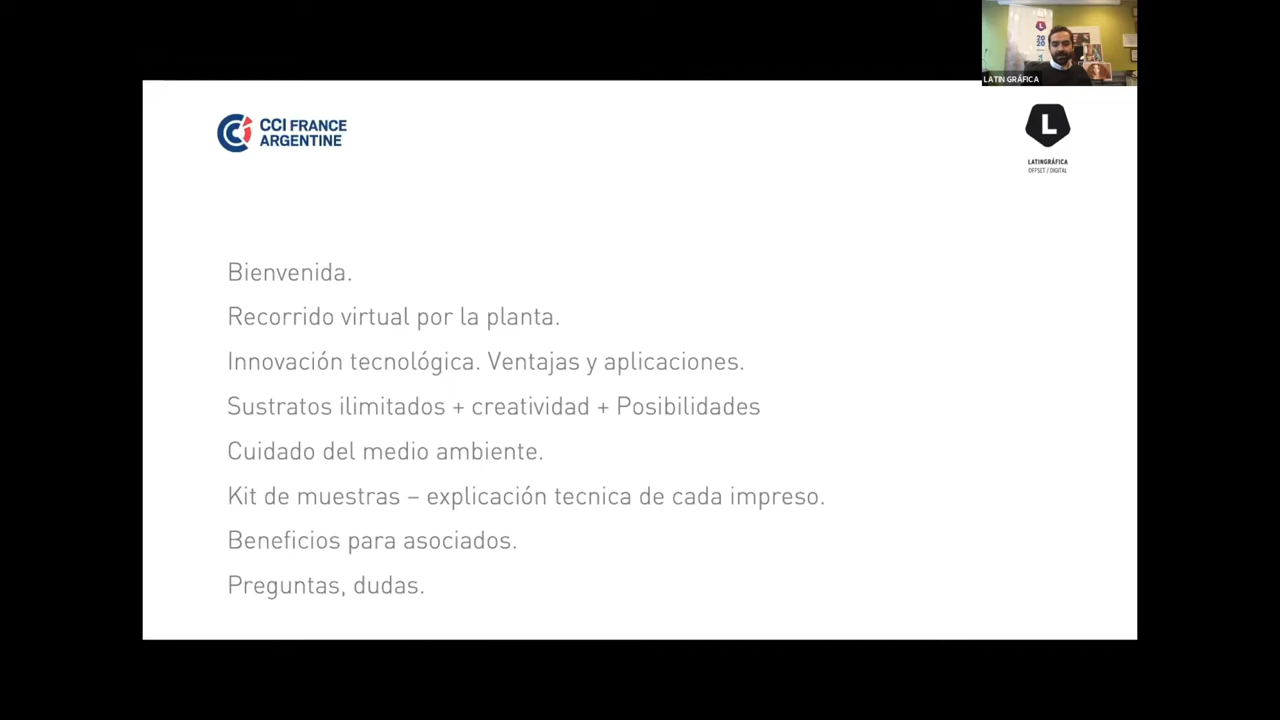 LATIN GRÁFICA
CCI FRANCE
ARGENTINE
L
LATINGRÁFICA
OFFSET / DIGITAL
Bienvenida.
Recorrido virtual por la planta.
Innovación tecnológica. Ventajas y aplicaciones.
Sustratos ilimitados + creatividad + Posibilidades
Cuidado del medio ambiente.
Kit de muestras – explicación tecnica de cada impreso.
Beneficios para asociados.
Preguntas, dudas.